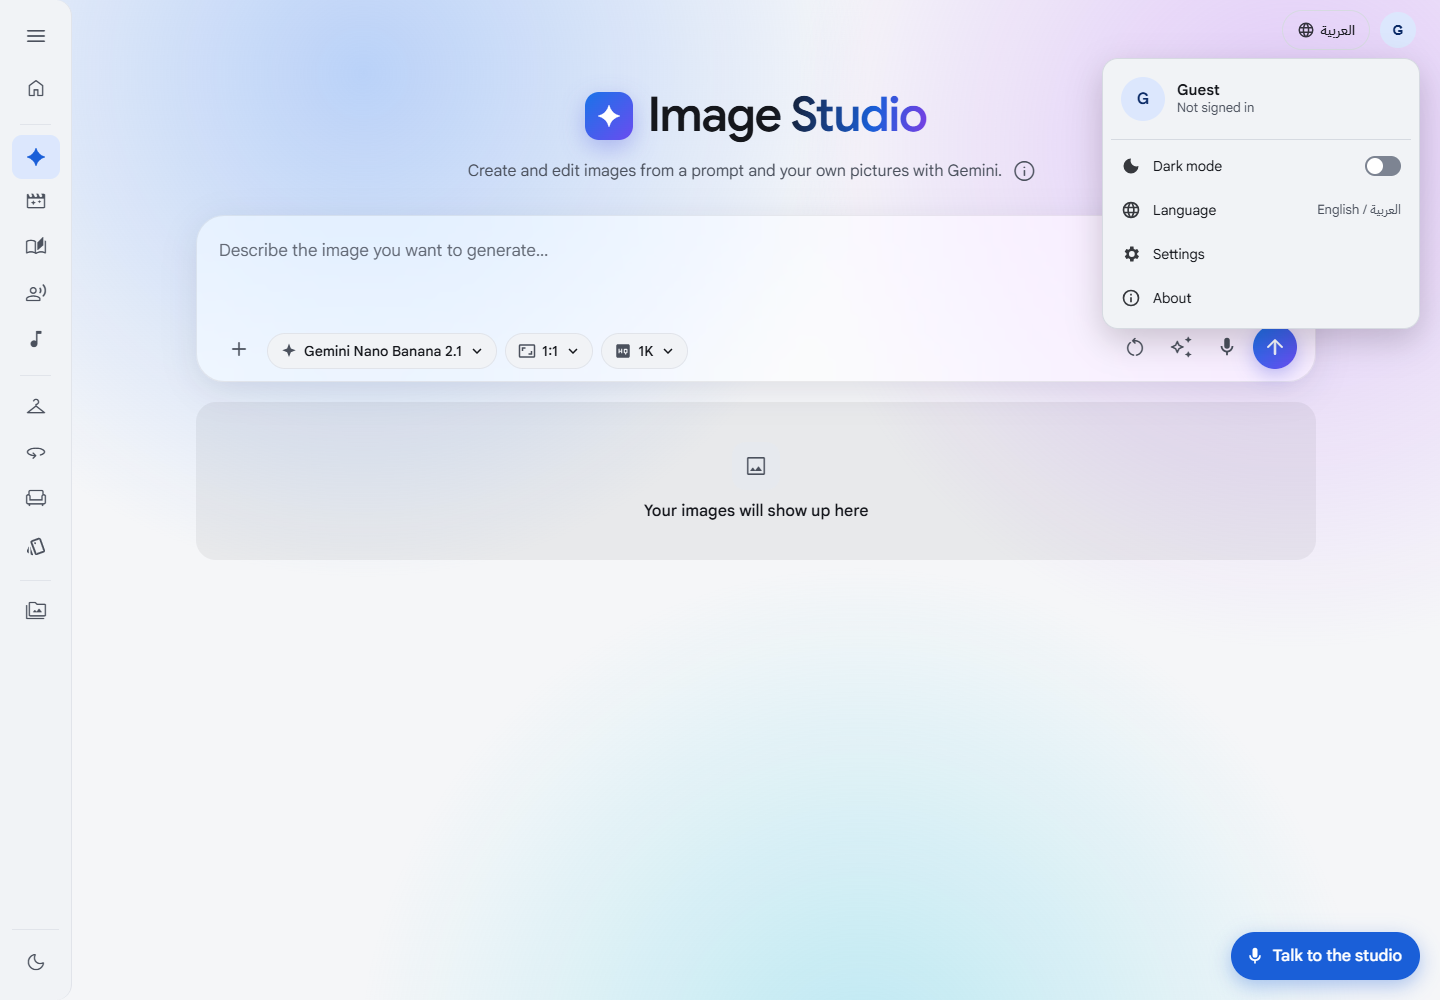 العربية
G
Image Studio
Create and edit images from a prompt and your own pictures with Gemini.
G
Guest
Not signed in
Dark mode
Language
English / العربية
Settings
About
Describe the image you want to generate...
Gemini Nano Banana 2.1
1:1
HQ
1K
Your images will show up here
Talk to the studio